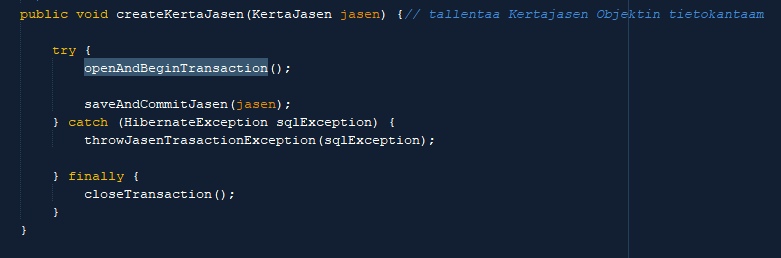 public void createKertaJasen(KertaJasen jasen) {// tallentaa Kertajasen Objektin tietokantaam
try {
openAndBeginTransaction();
saveAndCommitJasen(jasen);
} catch (HibernateException sqlException) {
throwJasenTrasactionException(sqlException);
} finally {
closeTransaction();
}
}